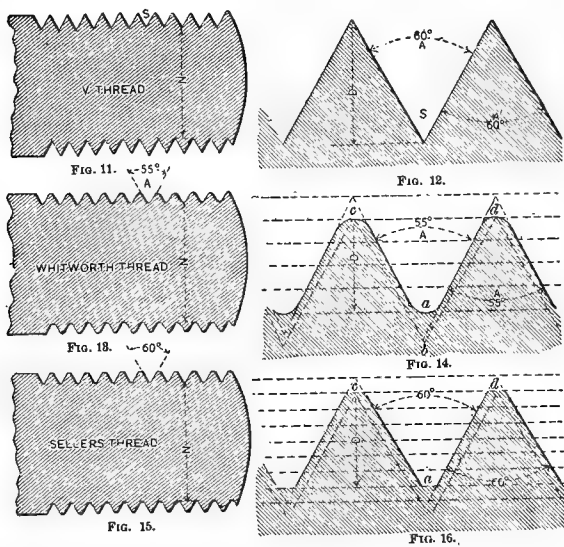 S
N
V. THREAD
FIG. 11.
60°
A
D
S
A
60°
FIG. 12.
55°
A
N
WHITWORTH THREAD
FIG. 13.
c
d
55°
A
D
a
A
55°
b
FIG. 14.
60°
N
SELLERS THREAD
FIG. 15.
c
d
60°
D
a
60°
FIG. 16.